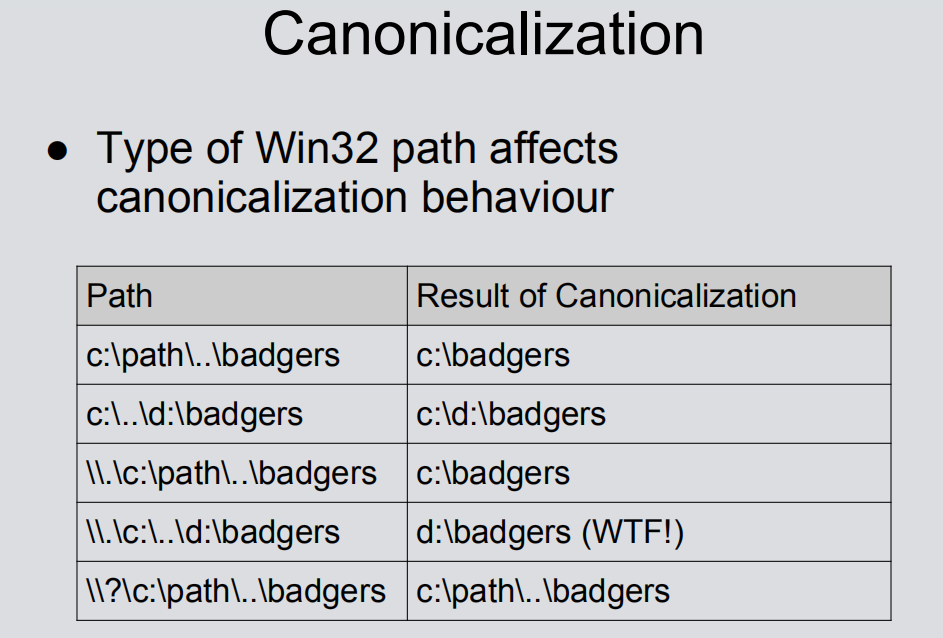 Canonicalization
● Type of Win32 path affects
canonicalization behaviour
Path Result of Canonicalization
c:\path\..\badgers c:\badgers
c:\..\d:\badgers c:\d:\badgers
\\.\c:\path\..\badgers c:\badgers
\\.\c:\..\d:\badgers d:\badgers (WTF!)
\\?\c:\path\..\badgers c:\path\..\badgers